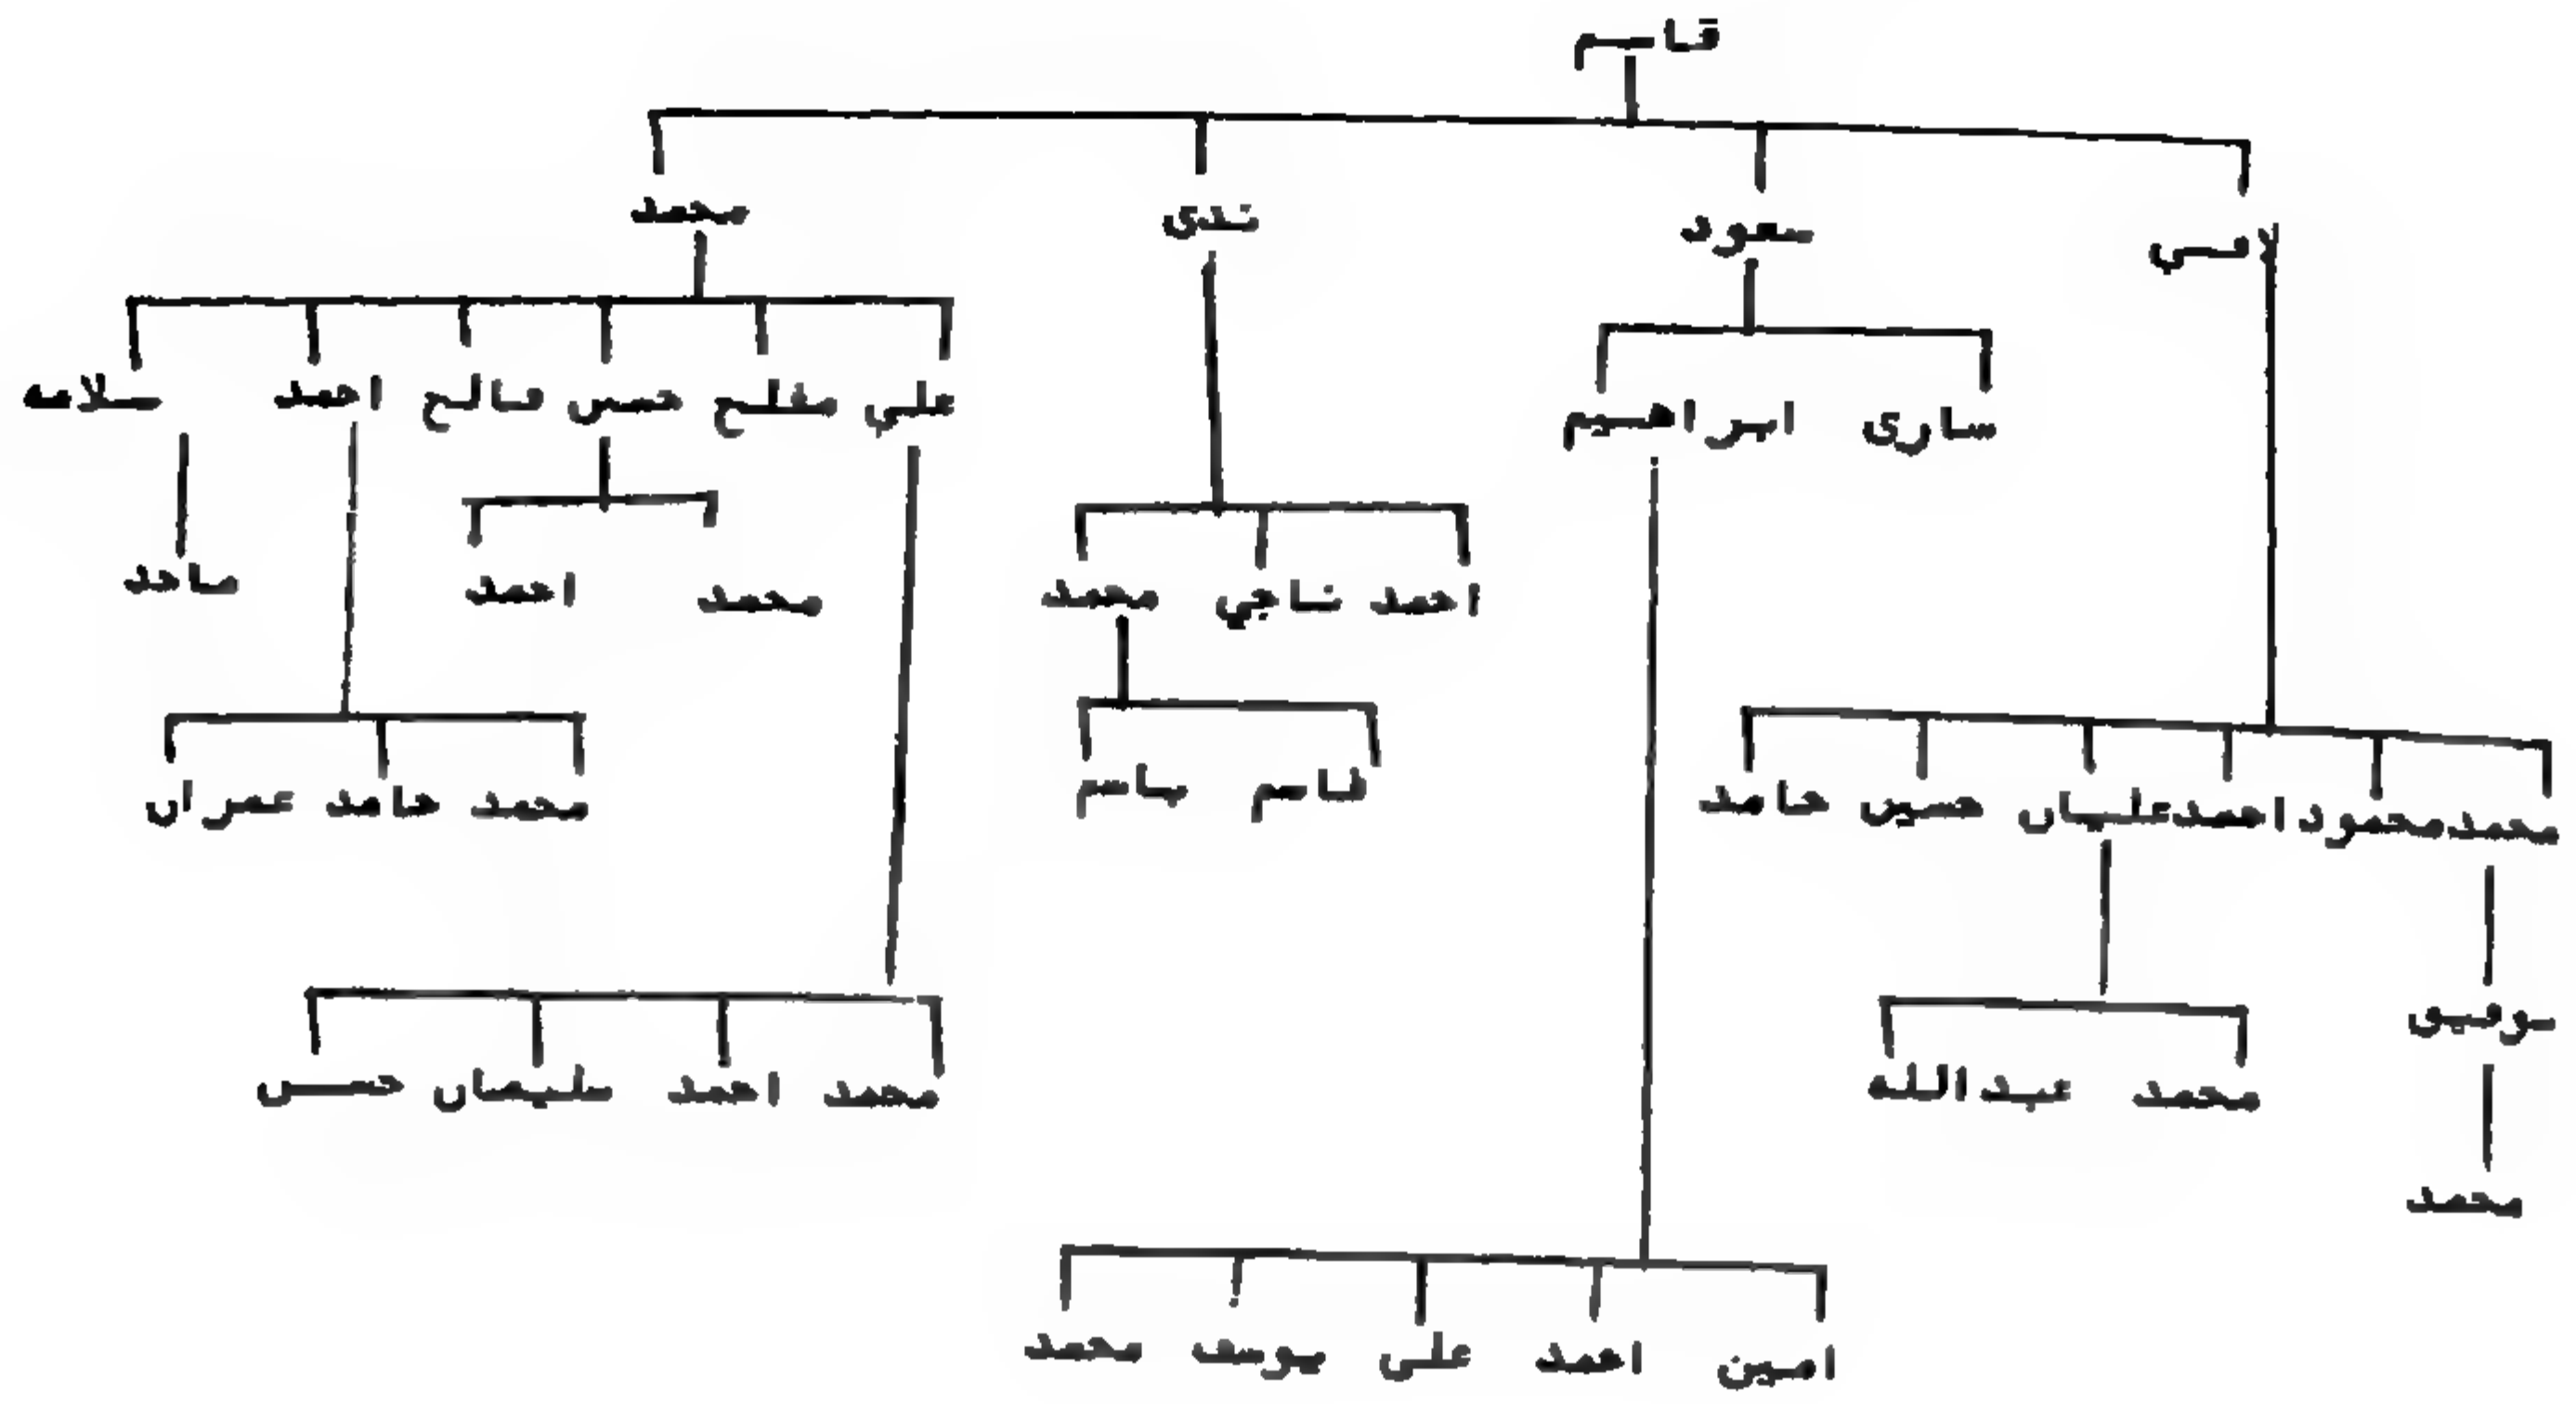 قاسم
لافي سعود ندى محمد
سارى ابراهيم علي مفلح حسن صالح احمد سلامه
احمد ناجي محمد محمد احمد ماجد
محمد محمود احمد عليان حسين حامد قاسم باسم محمد حامد عمران
توفيق
محمد عبدالله محمد احمد سليمان حسن
محمد
امين احمد علي يوسف محمد